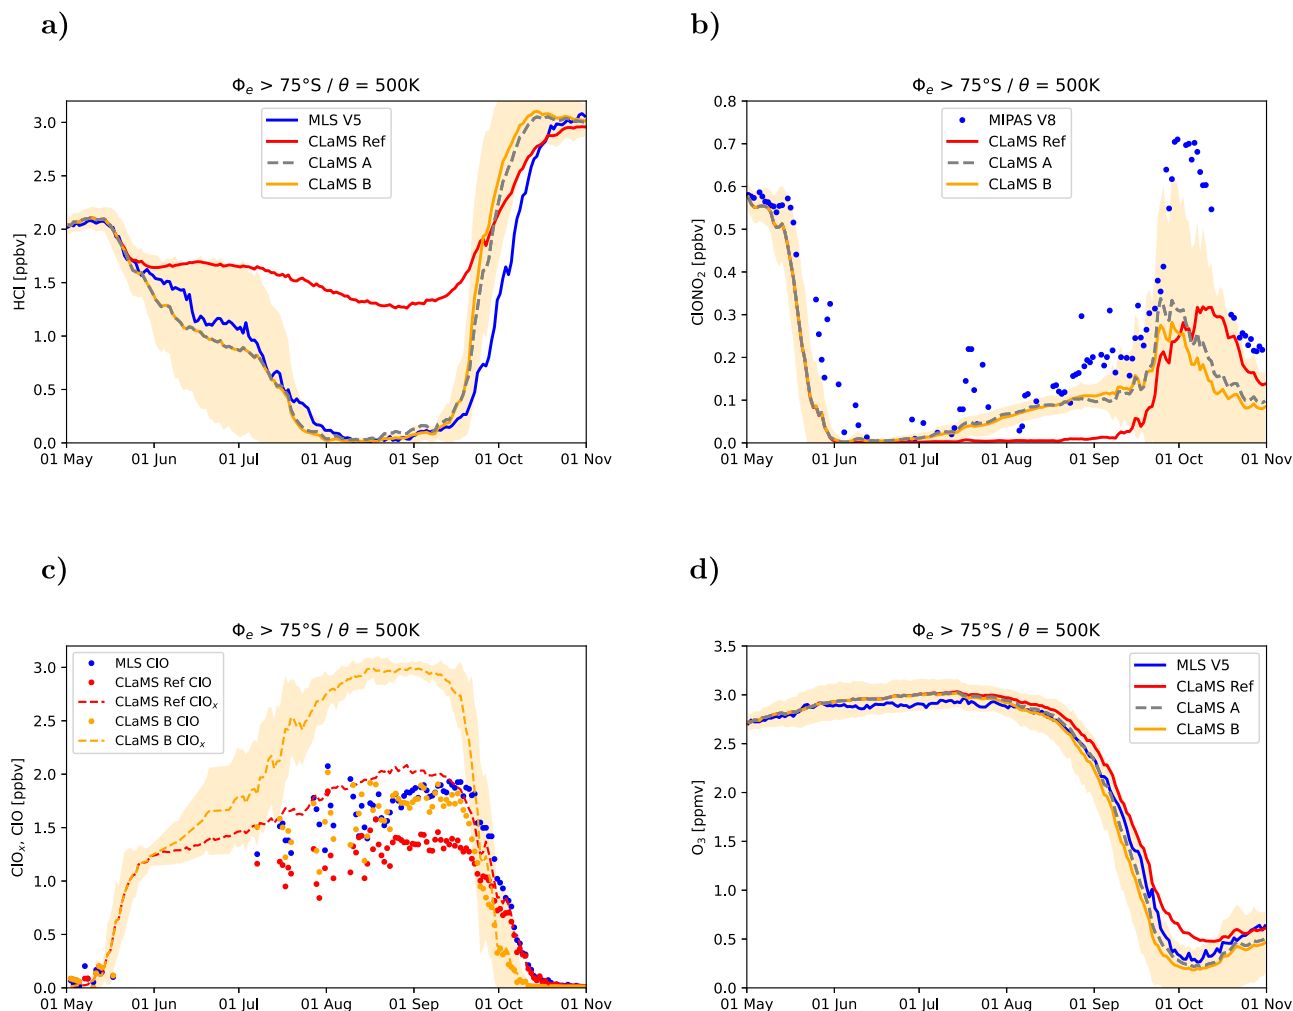 a)
Φe > 75°S / θ = 500K
HCl [ppbv]
3.0
2.5
2.0
1.5
1.0
0.5
0.0
MLS V5
CLaMS Ref
CLaMS A
CLaMS B
01 May 01 Jun 01 Jul 01 Aug 01 Sep 01 Oct 01 Nov
b)
Φe > 75°S / θ = 500K
ClONO2 [ppbv]
0.8
0.7
0.6
0.5
0.4
0.3
0.2
0.1
0.0
MIPAS V8
CLaMS Ref
CLaMS A
CLaMS B
01 May 01 Jun 01 Jul 01 Aug 01 Sep 01 Oct 01 Nov
c)
Φe > 75°S / θ = 500K
ClOx, ClO [ppbv]
3.0
2.5
2.0
1.5
1.0
0.5
0.0
MLS ClO
CLaMS Ref ClO
CLaMS Ref ClOx
CLaMS B ClO
CLaMS B ClOx
01 May 01 Jun 01 Jul 01 Aug 01 Sep 01 Oct 01 Nov
d)
Φe > 75°S / θ = 500K
O3 [ppmv]
3.5
3.0
2.5
2.0
1.5
1.0
0.5
0.0
MLS V5
CLaMS Ref
CLaMS A
CLaMS B
01 May 01 Jun 01 Jul 01 Aug 01 Sep 01 Oct 01 Nov